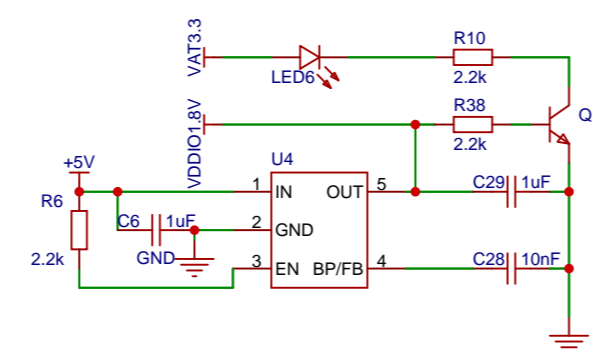 VAT3.3
LED6
R10
2.2k
VDDIO1.8V
R38
2.2k
Q
+5V
U4
R6
2.2k
C6 1uF
GND
1 IN OUT 5
2 GND
3 EN BP/FB 4
C29 1uF
C28 10nF